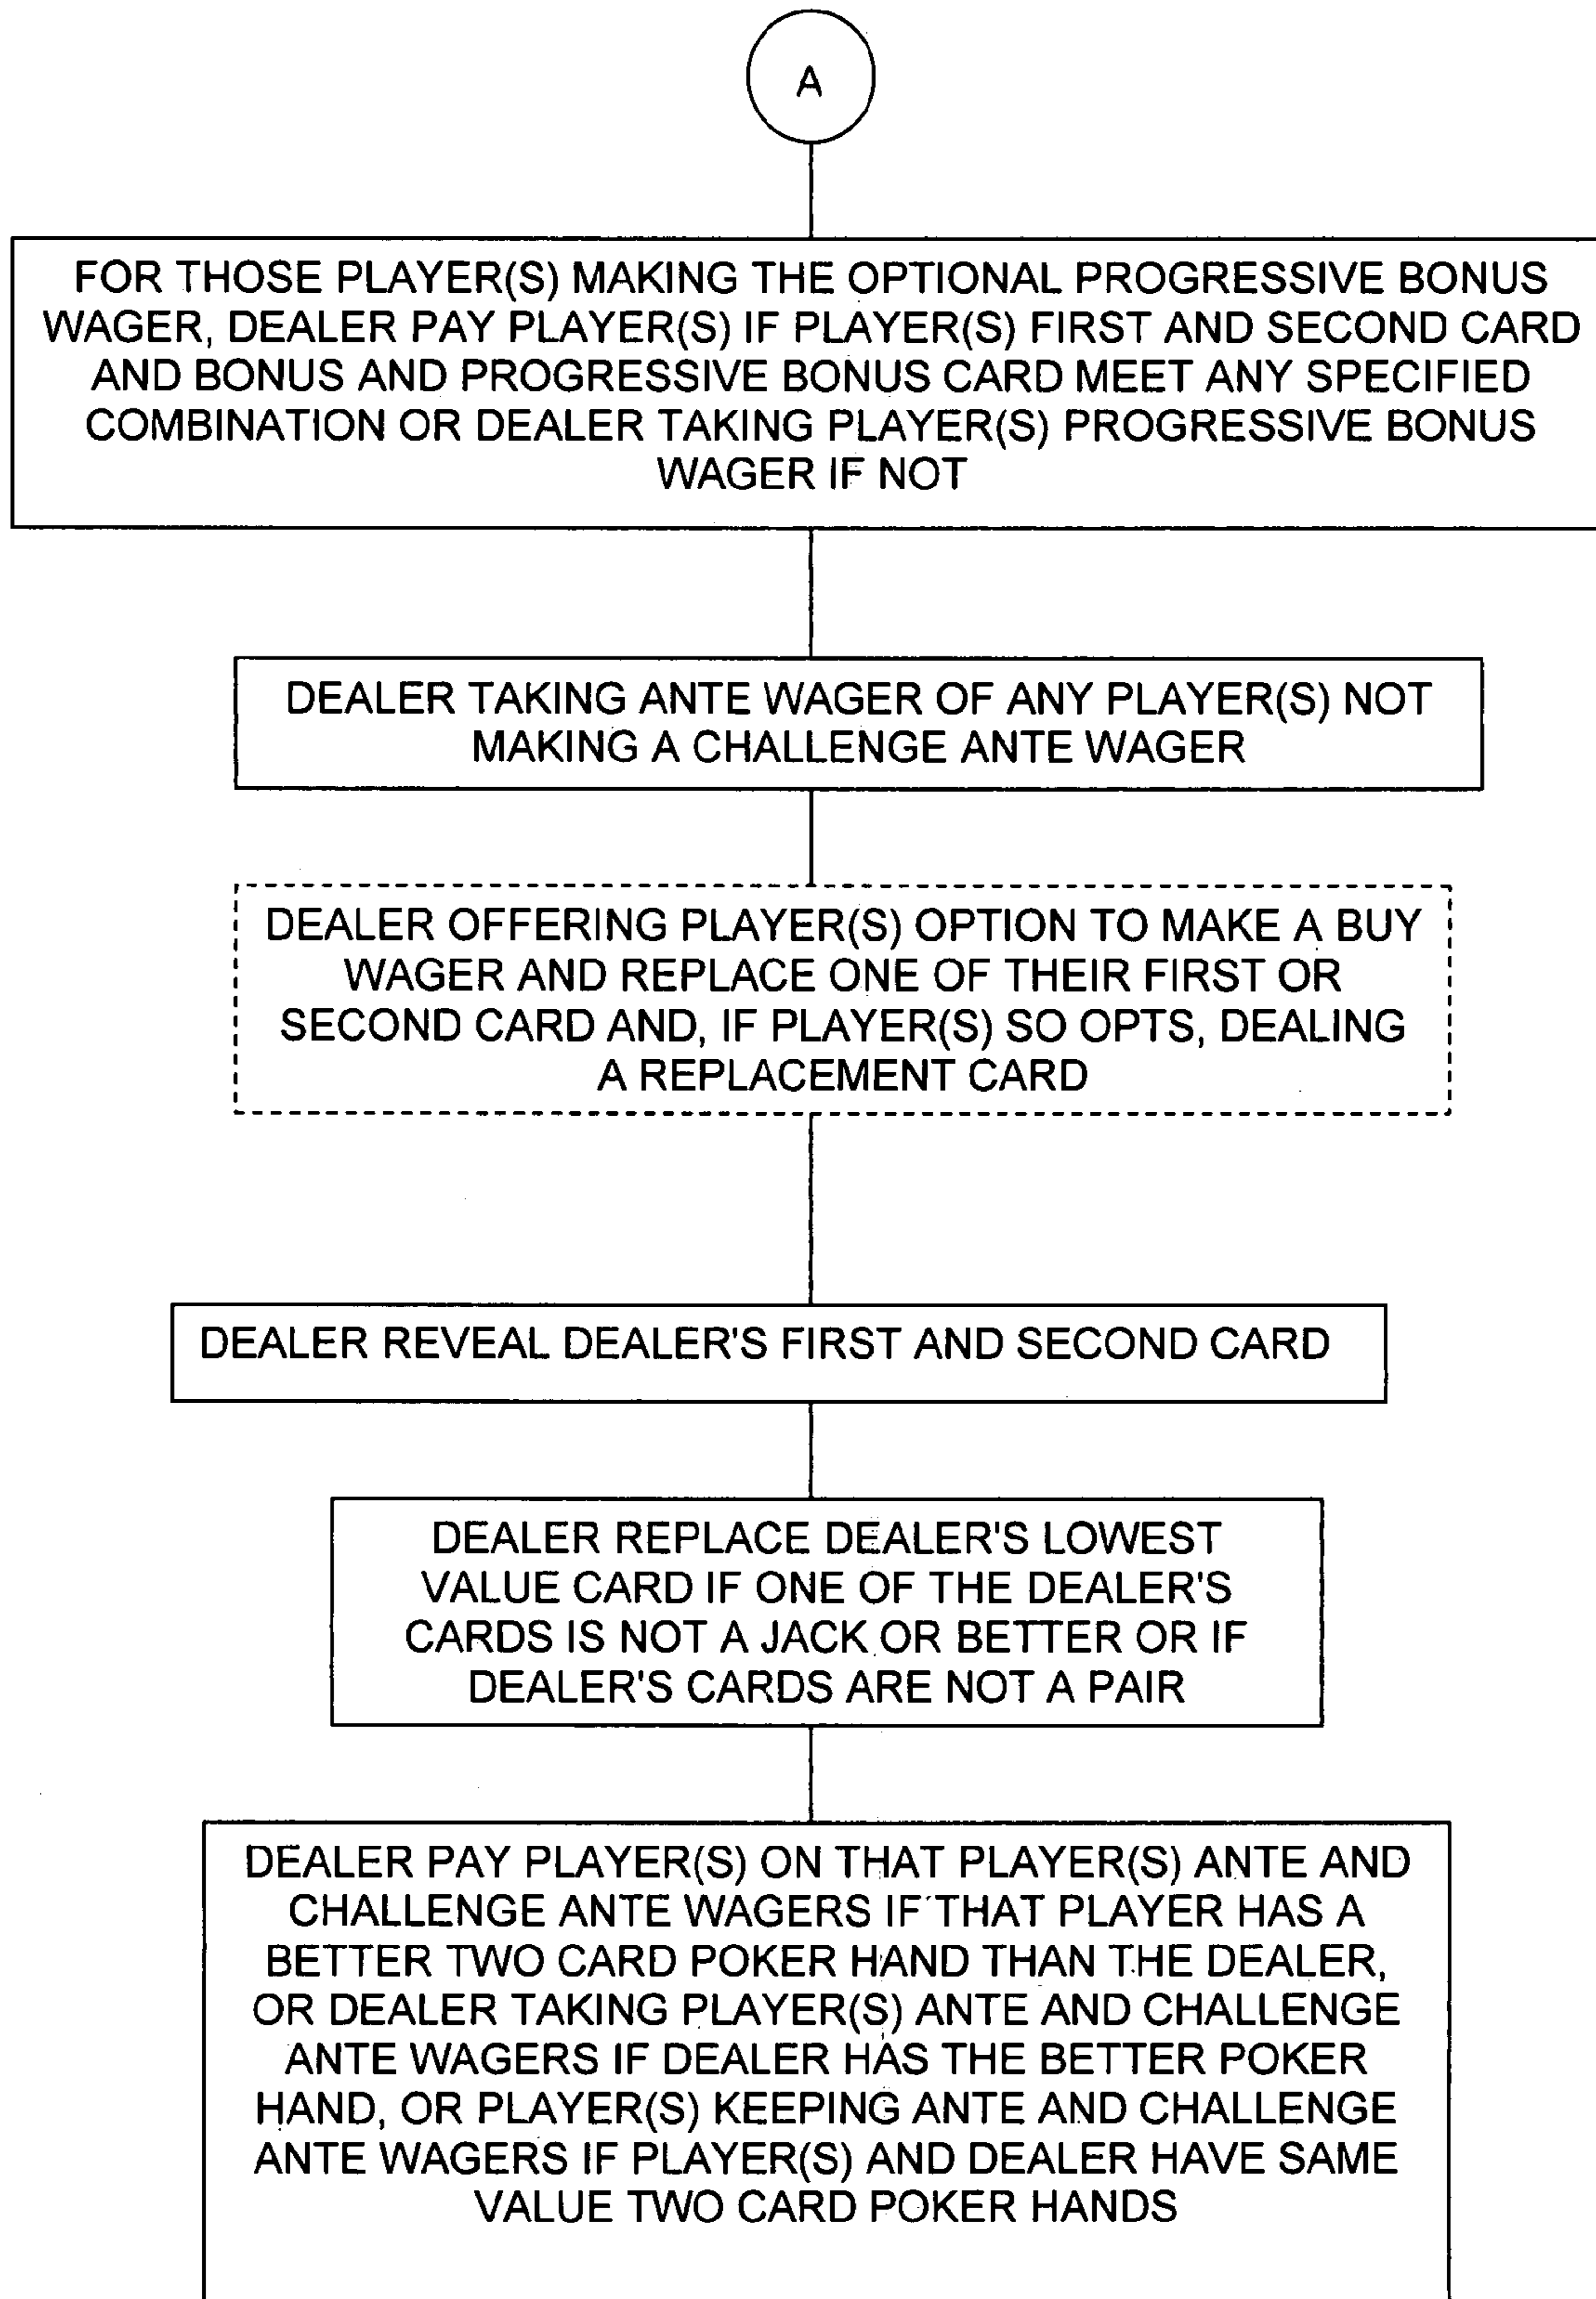 A
FOR THOSE PLAYER(S) MAKING THE OPTIONAL PROGRESSIVE BONUS
WAGER, DEALER PAY PLAYER(S) IF PLAYER(S) FIRST AND SECOND CARD
AND BONUS AND PROGRESSIVE BONUS CARD MEET ANY SPECIFIED
COMBINATION OR DEALER TAKING PLAYER(S) PROGRESSIVE BONUS
WAGER IF NOT
DEALER TAKING ANTE WAGER OF ANY PLAYER(S) NOT
MAKING A CHALLENGE ANTE WAGER
DEALER OFFERING PLAYER(S) OPTION TO MAKE A BUY
WAGER AND REPLACE ONE OF THEIR FIRST OR
SECOND CARD AND, IF PLAYER(S) SO OPTS, DEALING
A REPLACEMENT CARD
DEALER REVEAL DEALER'S FIRST AND SECOND CARD
DEALER REPLACE DEALER'S LOWEST
VALUE CARD IF ONE OF THE DEALER'S
CARDS IS NOT A JACK OR BETTER OR IF
DEALER'S CARDS ARE NOT A PAIR
DEALER PAY PLAYER(S) ON THAT PLAYER(S) ANTE AND
CHALLENGE ANTE WAGERS IF THAT PLAYER HAS A
BETTER TWO CARD POKER HAND THAN THE DEALER,
OR DEALER TAKING PLAYER(S) ANTE AND CHALLENGE
ANTE WAGERS IF DEALER HAS THE BETTER POKER
HAND, OR PLAYER(S) KEEPING ANTE AND CHALLENGE
ANTE WAGERS IF PLAYER(S) AND DEALER HAVE SAME
VALUE TWO CARD POKER HANDS